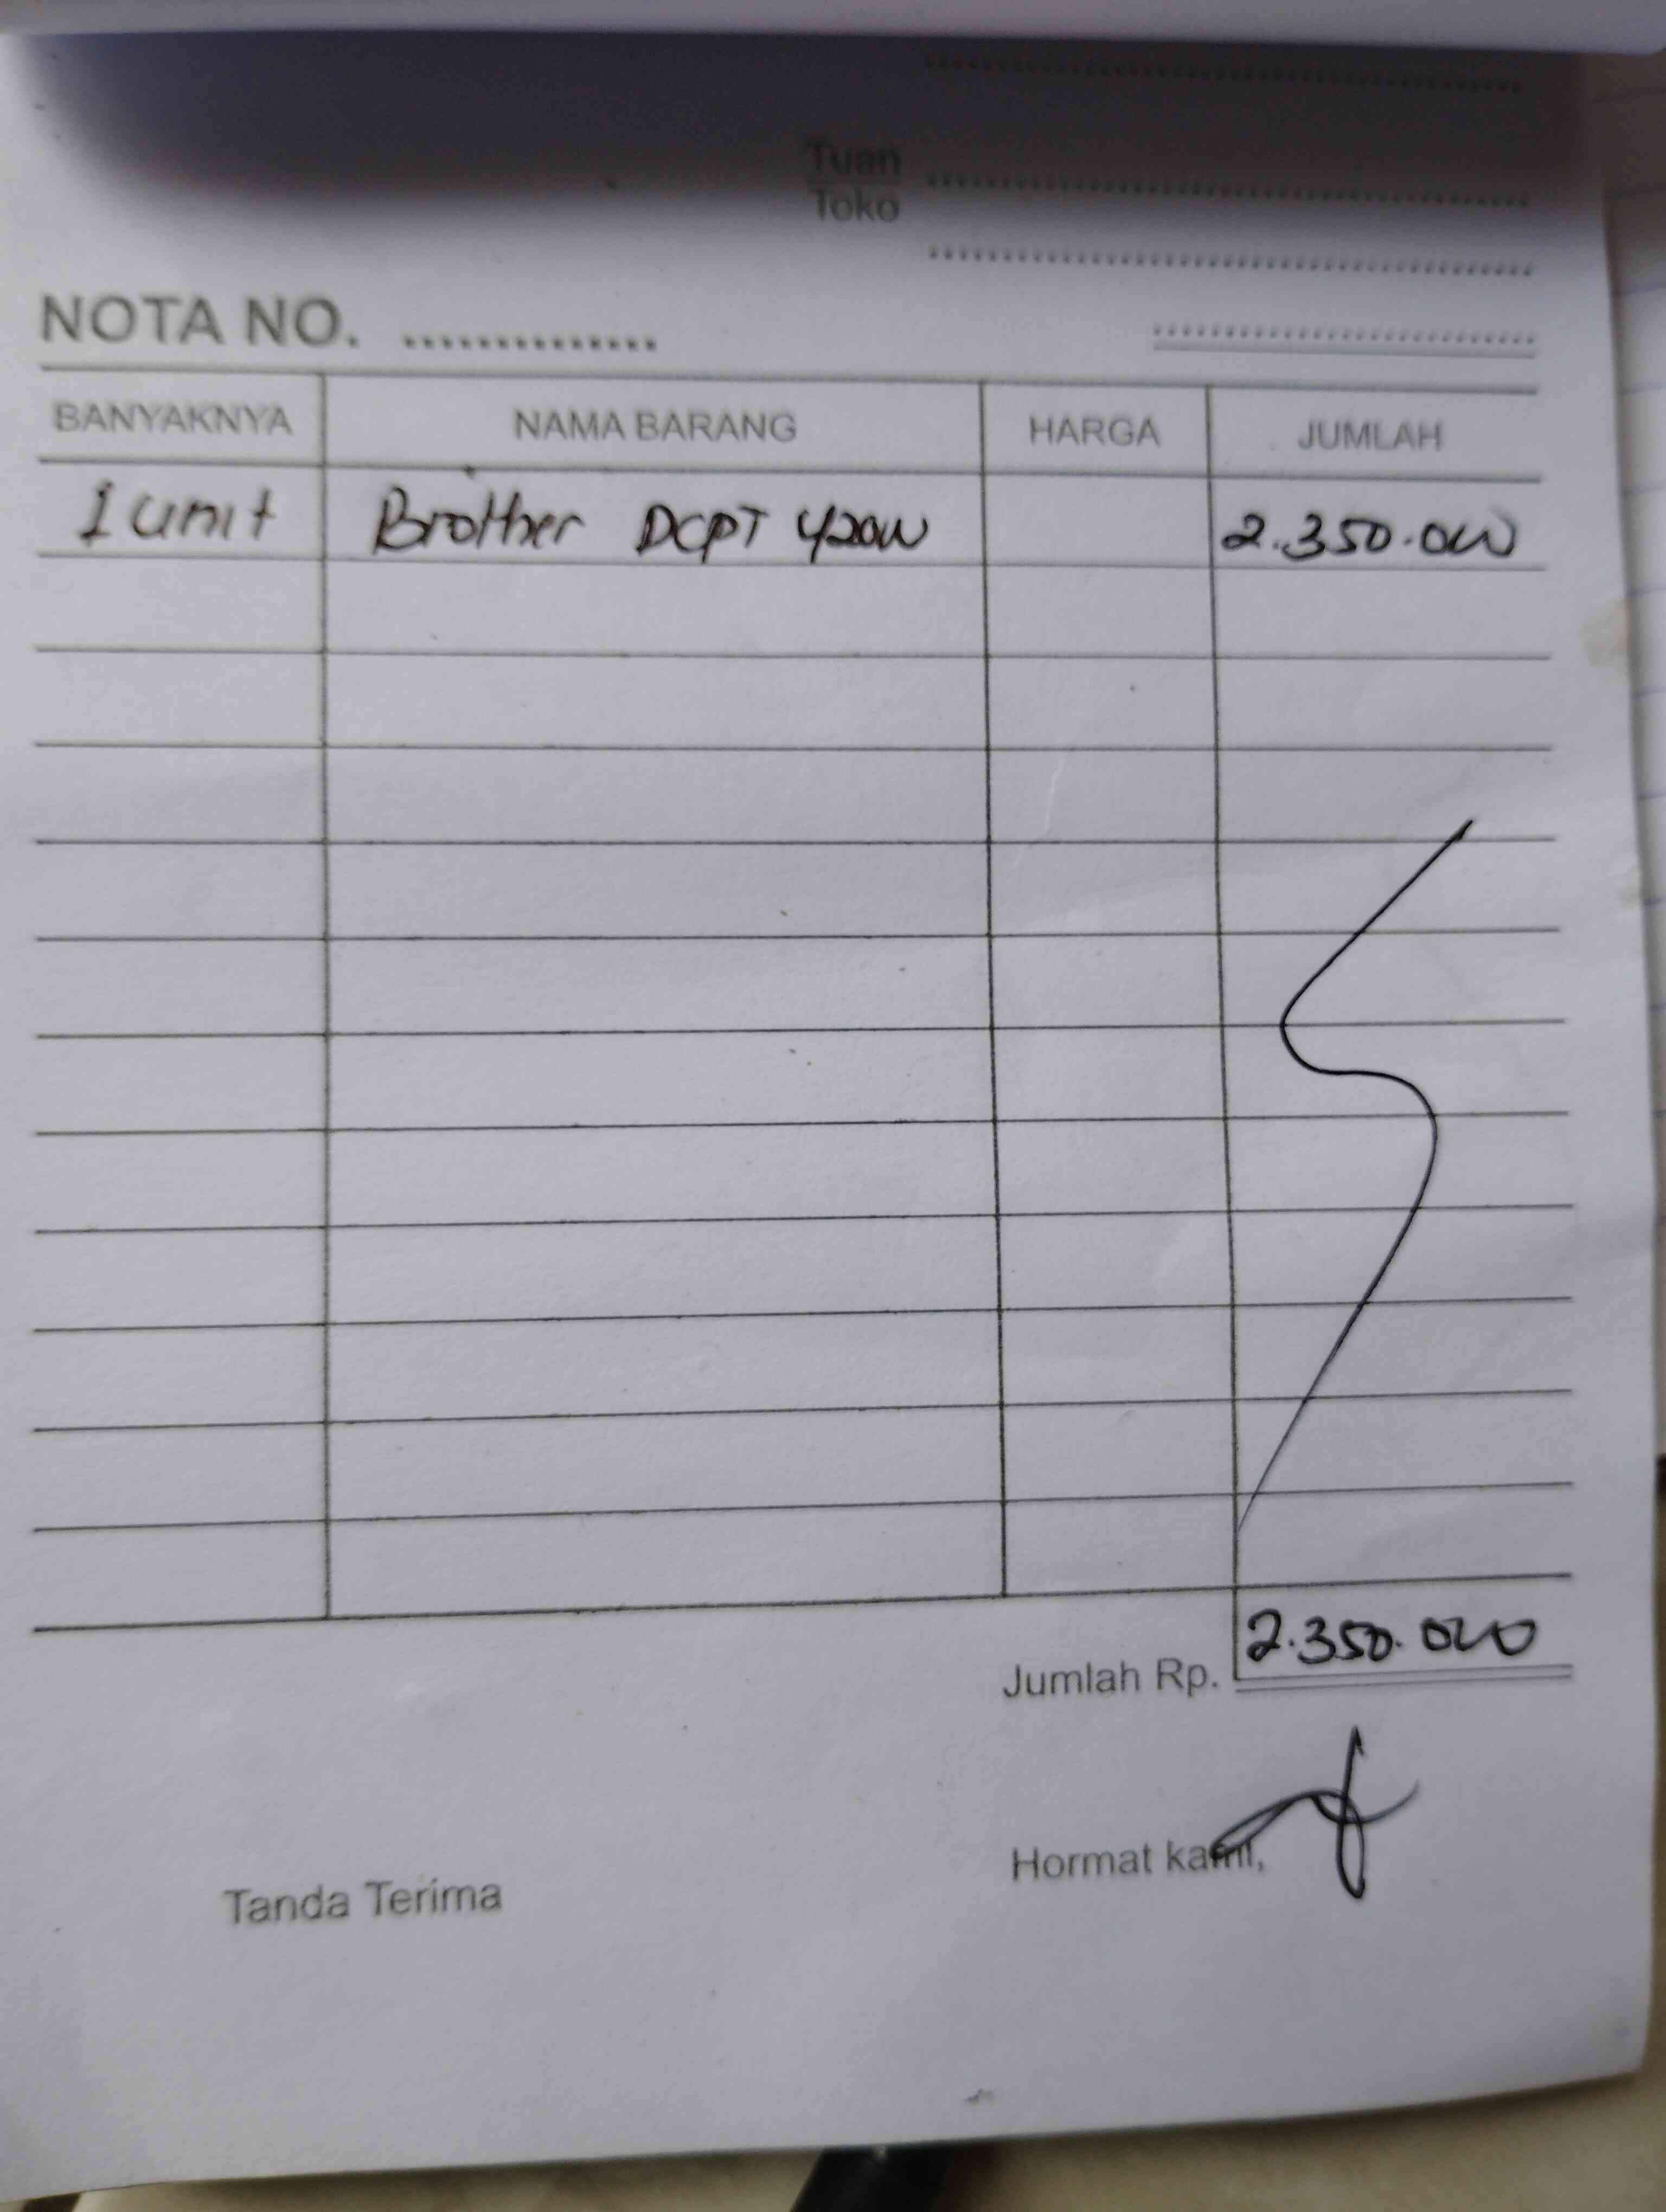 Tuan
Toko
NOTA NO. ..............
BANYAKNYA NAMA BARANG HARGA JUMLAH
1 unit Brother DCPT 420W 2.350.000
Jumlah Rp. 2.350.000
Tanda Terima Hormat kami,